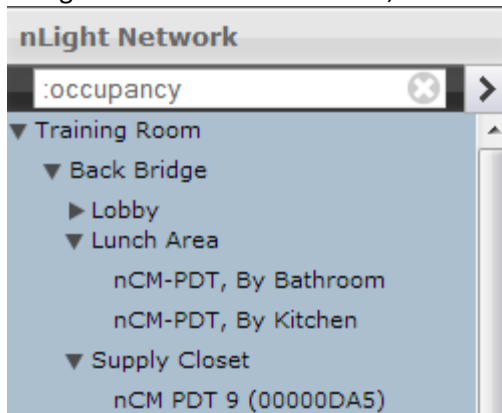 nLight Network
:occupancy
Training Room
Back Bridge
Lobby
Lunch Area
nCM-PDT, By Bathroom
nCM-PDT, By Kitchen
Supply Closet
nCM PDT 9 (00000DA5)